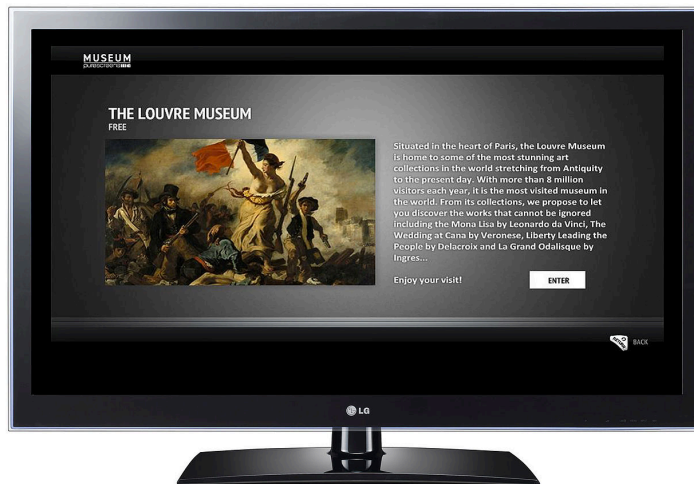 MUSEUM
purescreens
THE LOUVRE MUSEUM
FREE
Situated in the heart of Paris, the Louvre Museum
is home to some of the most stunning art
collections in the world stretching from Antiquity
to the present day. With more than 8 million
visitors each year, it is the most visited museum in
the world. From its collections, we propose to let
you discover the works that cannot be ignored
including the Mona Lisa by Leonardo da Vinci, The
Wedding at Cana by Veronese, Liberty Leading the
People by Delacroix and La Grand Odalisque by
Ingres...
Enjoy your visit!
ENTER
RETURN
BACK
LG